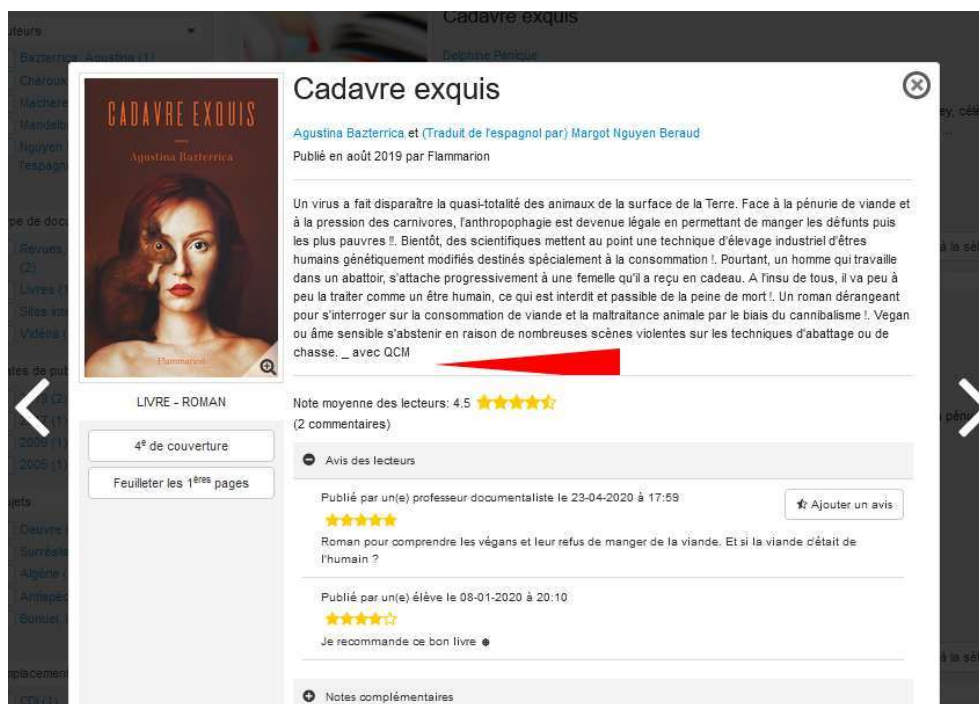 Cadavre exquis
Delphine Panique
Bazterrica, Agustina (1)
Cadavre exquis
CADAVRE EXQUIS
Agustina Bazterrica
Flammarion
LIVRE - ROMAN
4e de couverture
Feuilleter les 1ères pages
Agustina Bazterrica et (Traduit de l'espagnol par) Margot Nguyen Beraud
Publié en août 2019 par Flammarion
Un virus a fait disparaître la quasi-totalité des animaux de la surface de la Terre. Face à la pénurie de viande et
à la pression des carnivores, l'anthropophagie est devenue légale en permettant de manger les défunts puis
les plus pauvres !!. Bientôt, des scientifiques mettent au point une technique d'élevage industriel d'êtres
humains génétiquement modifiés destinés spécialement à la consommation !. Pourtant, un homme qui travaille
dans un abattoir, s'attache progressivement à une femelle qu'il a reçu en cadeau. A l'insu de tous, il va peu à
peu la traiter comme un être humain, ce qui est interdit et passible de la peine de mort !. Un roman dérangeant
pour s'interroger sur la consommation de viande et la maltraitance animale par le biais du cannibalisme !. Vegan
ou âme sensible s'abstenir en raison de nombreuses scènes violentes sur les techniques d'abattage ou de
chasse. _ avec QCM
Note moyenne des lecteurs: 4.5
(2 commentaires)
Avis des lecteurs
Publié par un(e) professeur documentaliste le 23-04-2020 à 17:59
Ajouter un avis
Roman pour comprendre les végans et leur refus de manger de la viande. Et si la viande c'était de
l'humain ?
Publié par un(e) élève le 08-01-2020 à 20:10
Je recommande ce bon livre
Notes complémentaires